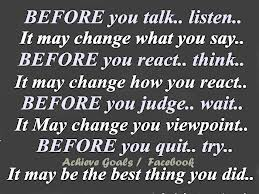 BEFORE you talk.. listen..
It may change what you say..
BEFORE you react.. think..
It may change how you react..
BEFORE you judge.. wait..
It May change you viewpoint..
BEFORE you quit.. try..
Achieve Goals / Facebook
It may be the best thing you did..